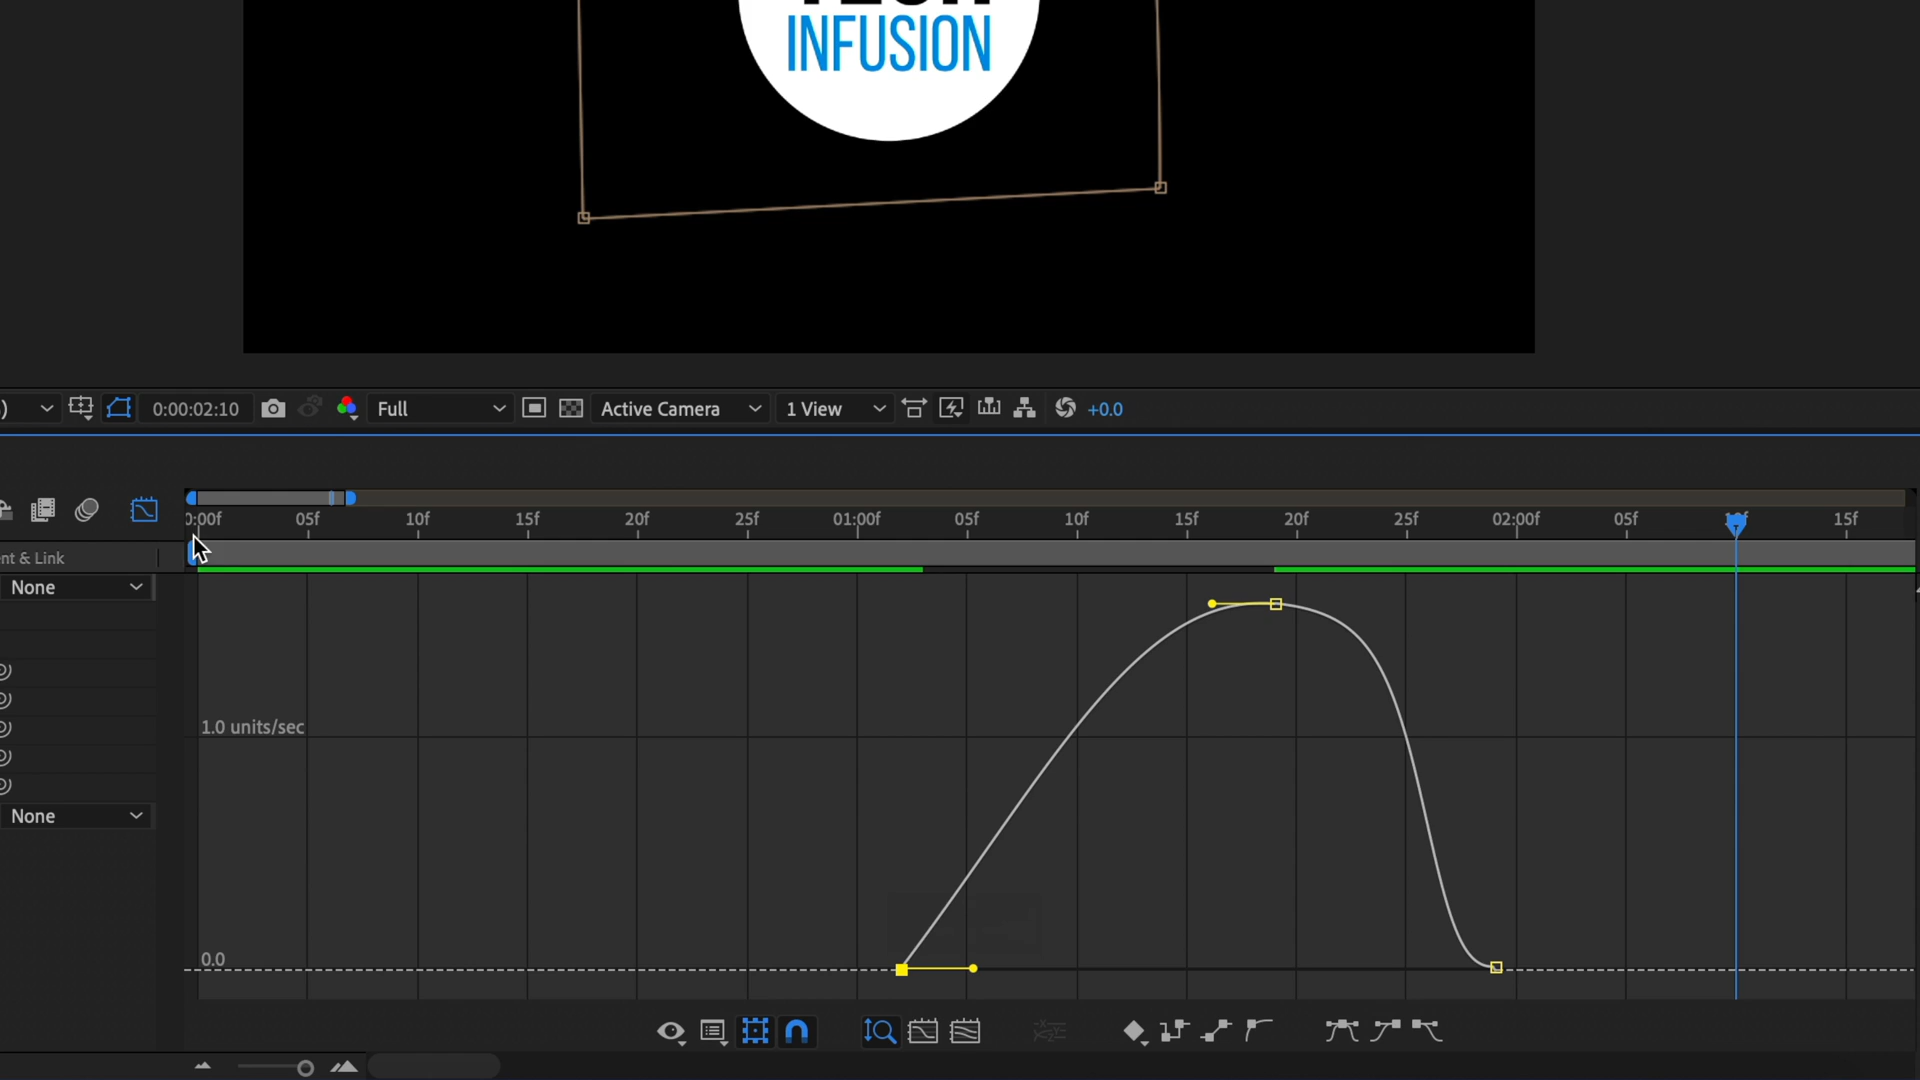 TECH
INFUSION
)
0:00:02:10
Full
Active Camera
1 View
+0.0
0:00f 05f 10f 15f 20f 25f 01:00f 05f 10f 15f 20f 25f 02:00f 05f 10f 15f
nt & Link
None
1.0 units/sec
None
0.0